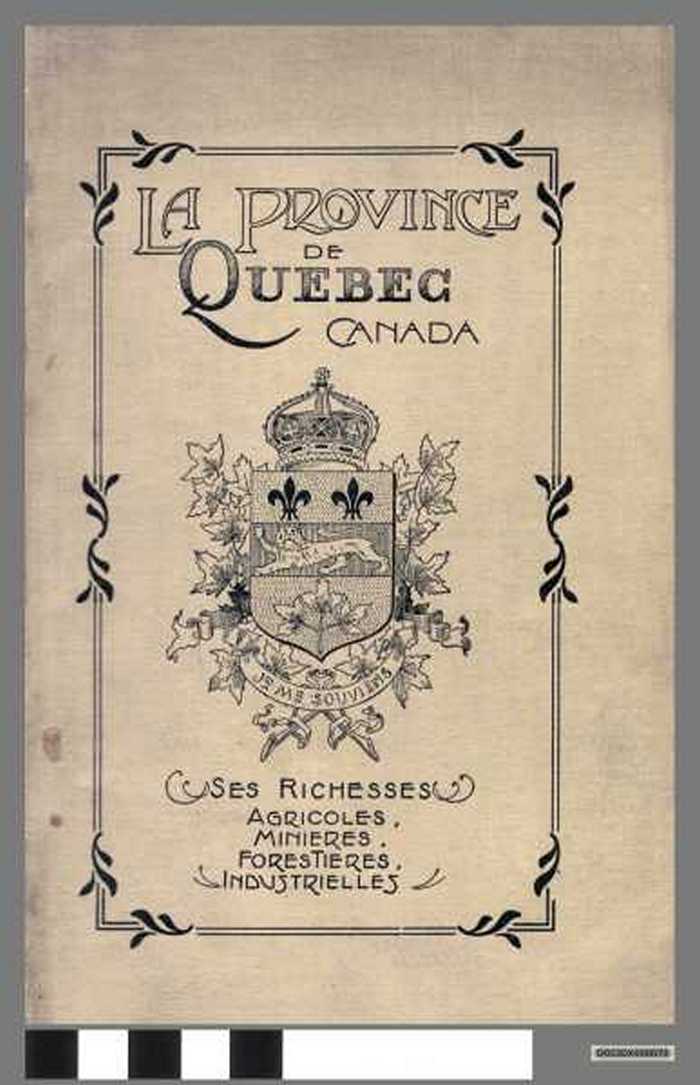 LA PROVINCE
DE
QUEBEC
CANADA
JE ME SOUVIENS
SES RICHESSES
AGRICOLES,
MINIERES,
FORESTIERES,
INDUSTRIELLES